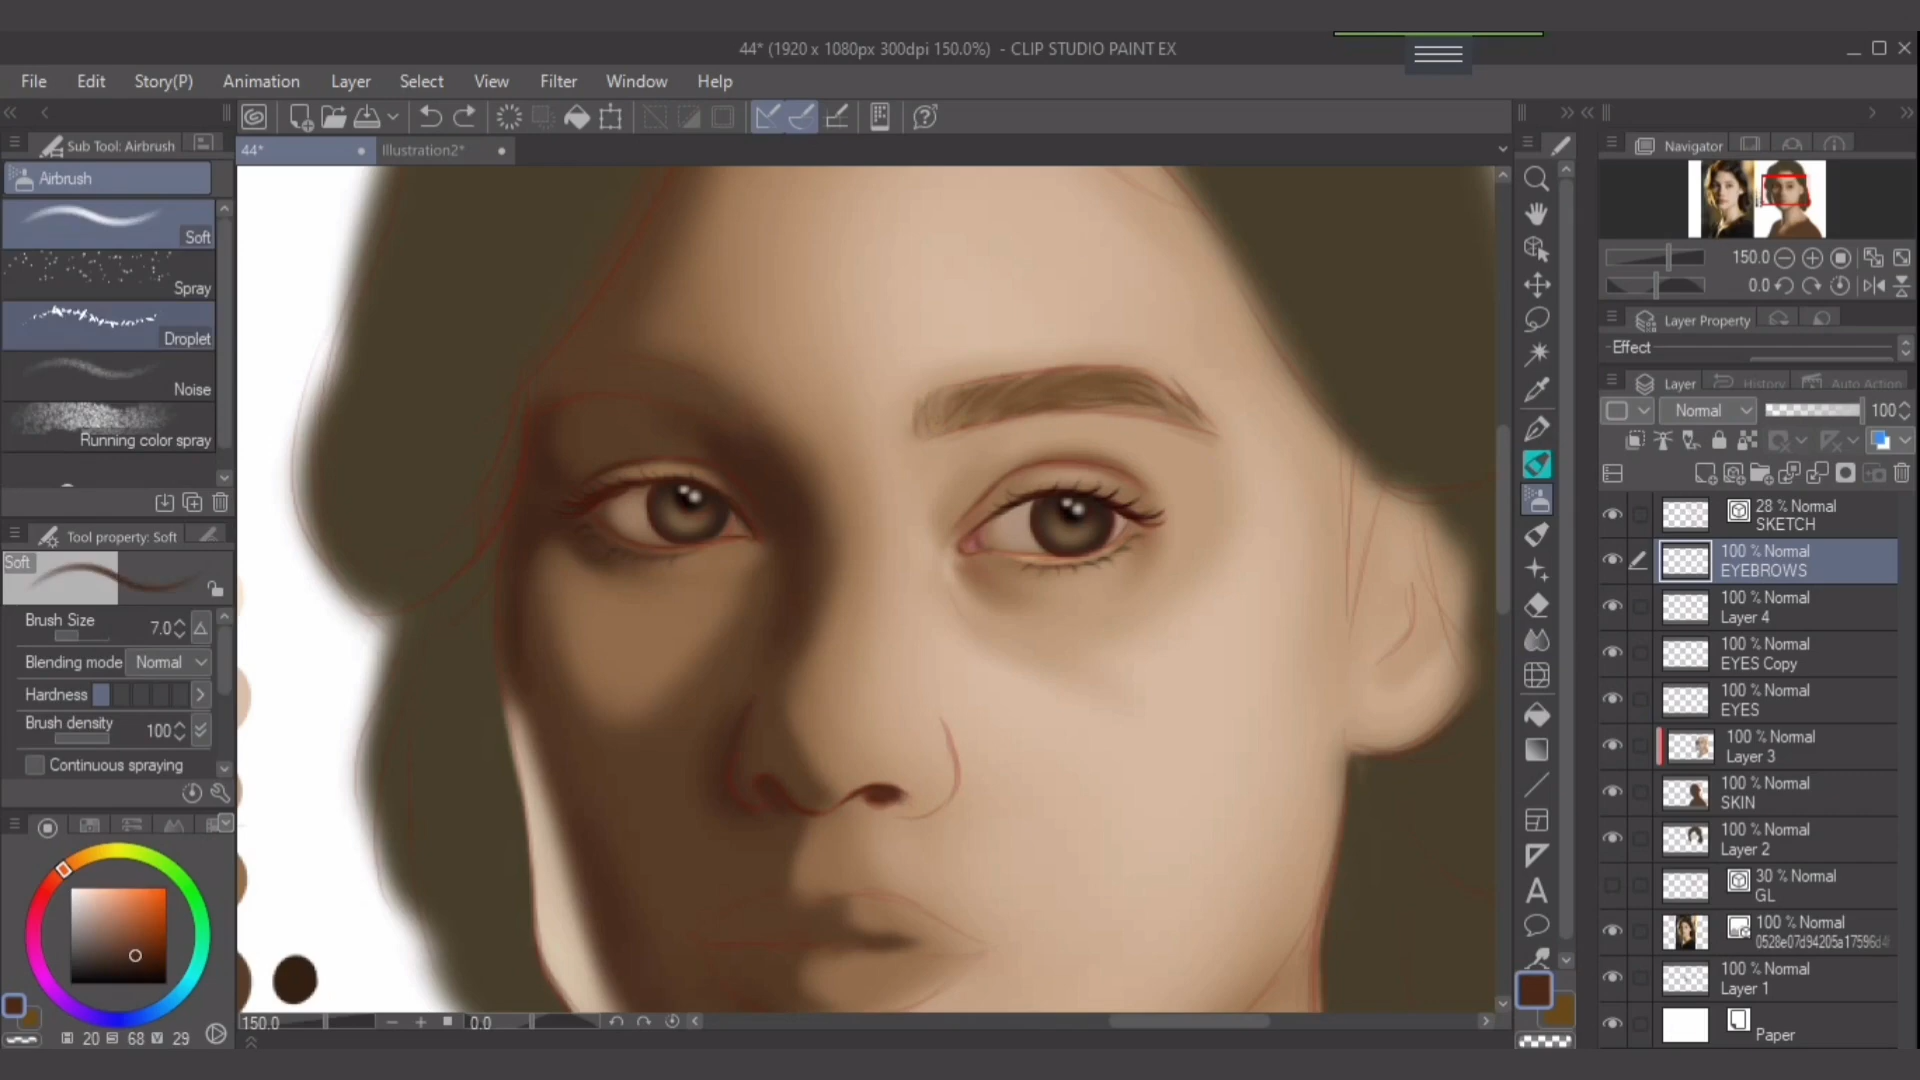 44* (1920 x 1080px 300dpi 150.0%)  - CLIP STUDIO PAINT EX
File Edit Story(P) Animation Layer Select View Filter Window Help
Sub Tool: Airbrush
44* Illustration2*
Airbrush
Soft
Spray
Droplet
Noise
Running color spray
Tool property: Soft
Soft
Brush Size 7.0
Blending mode Normal
Hardness
Brush density 100
Continuous spraying
20 68 29
150.0 0.0
A
Navigator
150.0
0.0
Layer Property
Effect
Layer History Auto Action
Normal 100
28 % Normal
SKETCH
100 % Normal
EYEBROWS
100 % Normal
Layer 4
100 % Normal
EYES Copy
100 % Normal
EYES
100 % Normal
Layer 3
100 % Normal
SKIN
100 % Normal
Layer 2
30 % Normal
GL
100 % Normal
100 % Normal
Layer 1
Paper